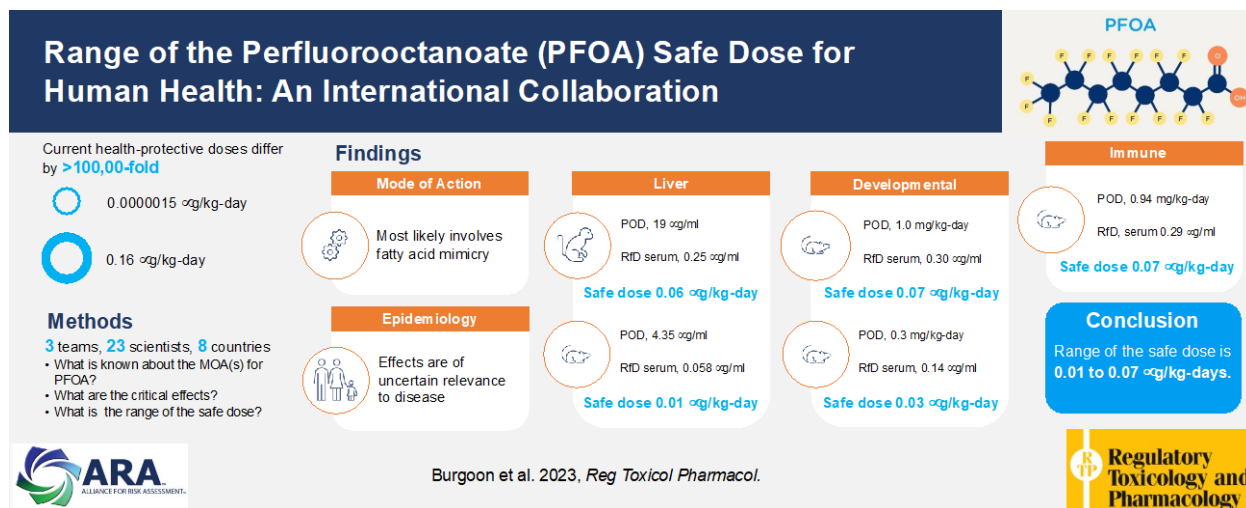 Range of the Perfluorooctanoate (PFOA) Safe Dose for
Human Health: An International Collaboration
PFOA
F F F F F F F O
F
F
OH
F F F F F F F
Current health-protective doses differ
by >100,00-fold
0.0000015 ∝g/kg-day
0.16 ∝g/kg-day
Methods
3 teams, 23 scientists, 8 countries
• What is known about the MOA(s) for
PFOA?
• What are the critical effects?
• What is the range of the safe dose?
Findings
Mode of Action
Most likely involves
fatty acid mimicry
Epidemiology
Effects are of
uncertain relevance
to disease
Liver
POD, 19 ∝g/ml
RfD serum, 0.25 ∝g/ml
Safe dose 0.06 ∝g/kg-day
POD, 4.35 ∝g/ml
RfD serum, 0.058 ∝g/ml
Safe dose 0.01 ∝g/kg-day
Developmental
POD, 1.0 mg/kg-day
RfD serum, 0.30 ∝g/ml
Safe dose 0.07 ∝g/kg-day
POD, 0.3 mg/kg-day
RfD serum, 0.14 ∝g/ml
Safe dose 0.03 ∝g/kg-day
Immune
POD, 0.94 mg/kg-day
RfD, serum 0.29 ∝g/ml
Safe dose 0.07 ∝g/kg-day
Conclusion
Range of the safe dose is
0.01 to 0.07 ∝g/kg-days.
ARA™
ALLIANCE FOR RISK ASSESSMENT™
Burgoon et al. 2023, Reg Toxicol Pharmacol.
R
TP
Regulatory
Toxicology and
Pharmacology